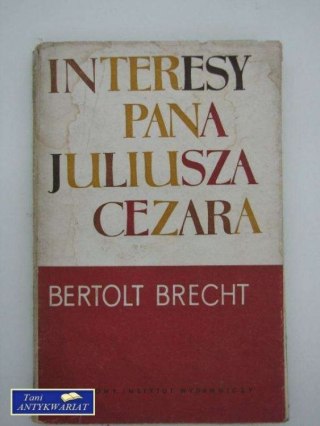 INTERESY
PANA
JULIUSZA
CEZARA
BERTOLT BRECHT
INSTYTUT WYDAWNICZY
Tani
ANTYKWARIAT